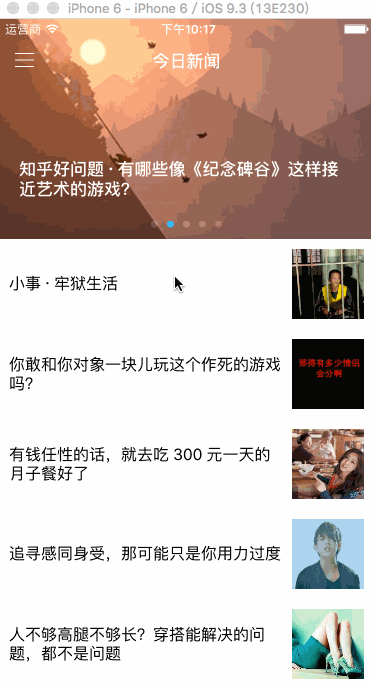 iPhone 6 - iPhone 6 / iOS 9.3 (13E230)
运营商 下午10:17
今日新闻
知乎好问题 · 有哪些像《纪念碑谷》这样接
近艺术的游戏?
小事 · 牢狱生活
你敢和你对象一块儿玩这个作死的游戏
吗?
那得有多少情侣
会分啊
有钱任性的话，就去吃 300 元一天的
月子餐好了
追寻感同身受，那可能只是你用力过度
人不够高腿不够长？穿搭能解决的问
题，都不是问题